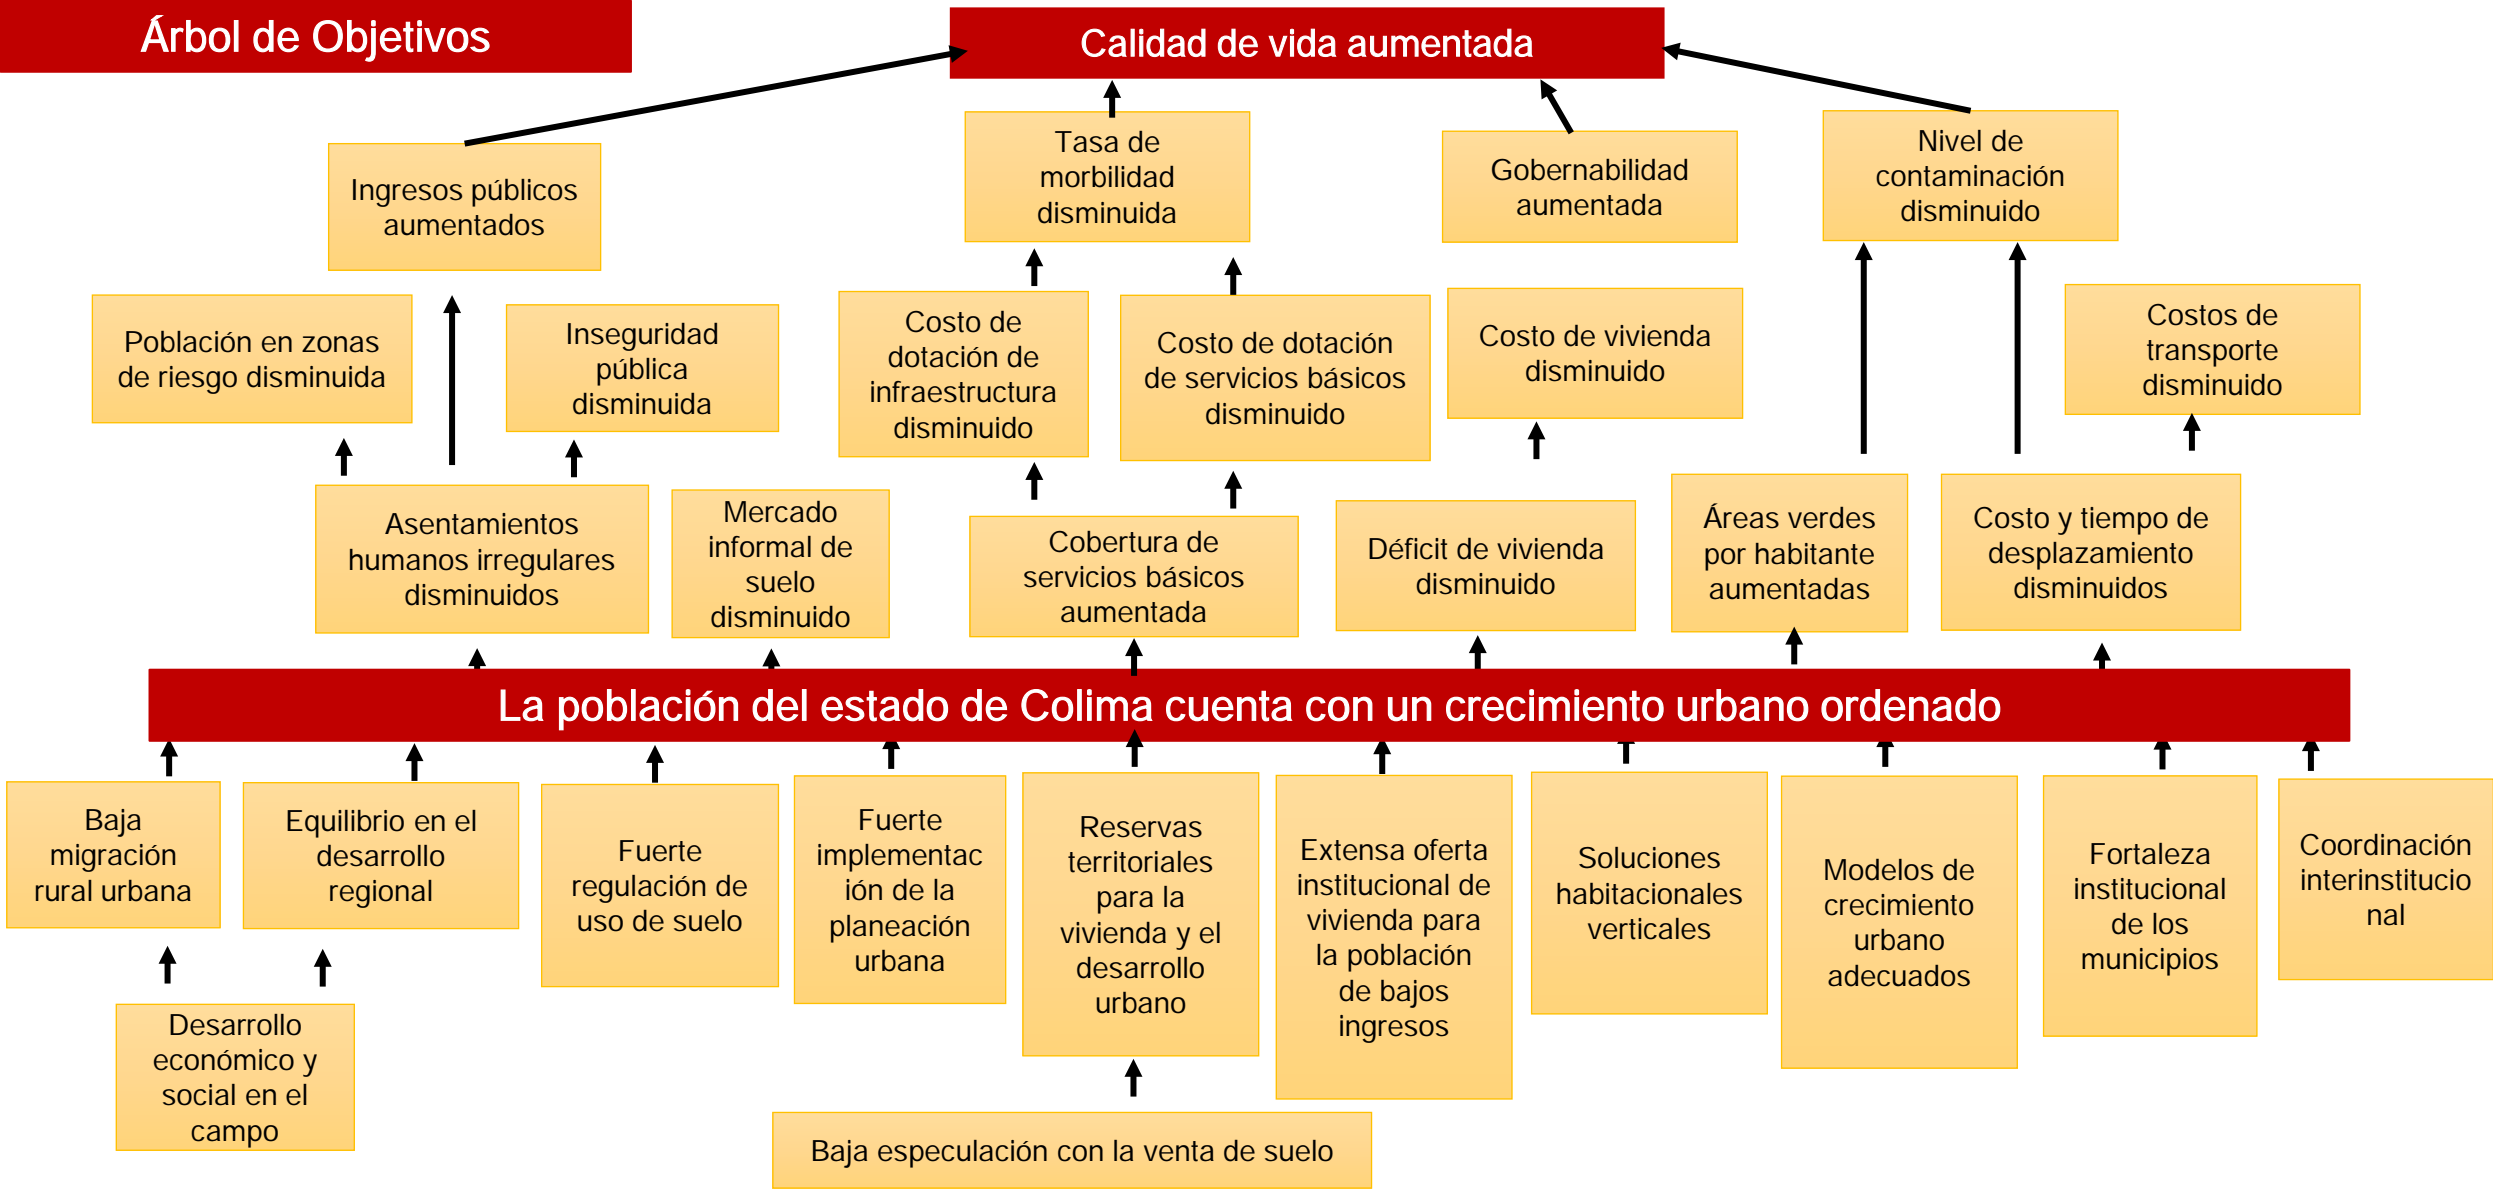 Árbol de Objetivos
Calidad de vida aumentada
Ingresos públicos
aumentados
Tasa de
morbilidad
disminuida
Gobernabilidad
aumentada
Nivel de
contaminación
disminuido
Población en zonas
de riesgo disminuida
Inseguridad
pública
disminuida
Costo de
dotación de
infraestructura
disminuido
Costo de dotación
de servicios básicos
disminuido
Costo de vivienda
disminuido
Costos de
transporte
disminuido
Asentamientos
humanos irregulares
disminuidos
Mercado
informal de
suelo
disminuido
Cobertura de
servicios básicos
aumentada
Déficit de vivienda
disminuido
Áreas verdes
por habitante
aumentadas
Costo y tiempo de
desplazamiento
disminuidos
La población del estado de Colima cuenta con un crecimiento urbano ordenado
Baja
migración
rural urbana
Equilibrio en el
desarrollo
regional
Fuerte
regulación de
uso de suelo
Fuerte
implementac
ión de la
planeación
urbana
Reservas
territoriales
para la
vivienda y el
desarrollo
urbano
Extensa oferta
institucional de
vivienda para
la población
de bajos
ingresos
Soluciones
habitacionales
verticales
Modelos de
crecimiento
urbano
adecuados
Fortaleza
institucional
de los
municipios
Coordinación
interinstitucio
nal
Desarrollo
económico y
social en el
campo
Baja especulación con la venta de suelo